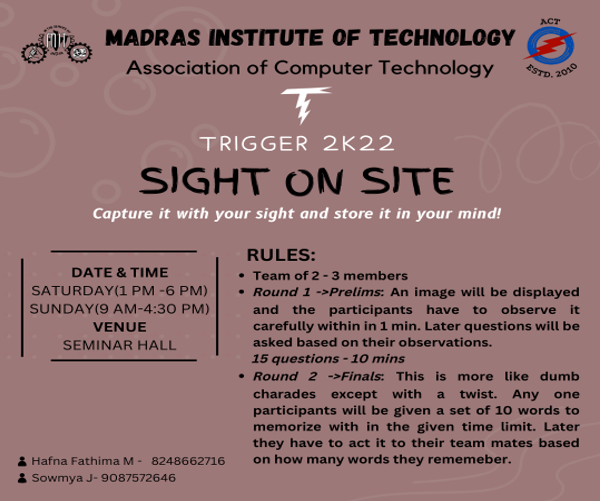 MADRAS INSTITUTE OF TECHNOLOGY
Association of Computer Technology
ACT
ESTD. 2010
TRIGGER 2K22
SIGHT ON SITE
Capture it with your sight and store it in your mind!
DATE & TIME
SATURDAY(1 PM -6 PM)
SUNDAY(9 AM-4:30 PM)
VENUE
SEMINAR HALL
RULES:
• Team of 2 - 3 members
• Round 1 ->Prelims: An image will be displayed
and the participants have to observe it
carefully within in 1 min. Later questions will be
asked based on their observations.
15 questions - 10 mins
• Round 2 ->Finals: This is more like dumb
charades except with a twist. Any one
participants will be given a set of 10 words to
memorize with in the given time limit. Later
they have to act it to their team mates based
on how many words they rememeber.
Hafna Fathima M - 8248662716
Sowmya J- 9087572646